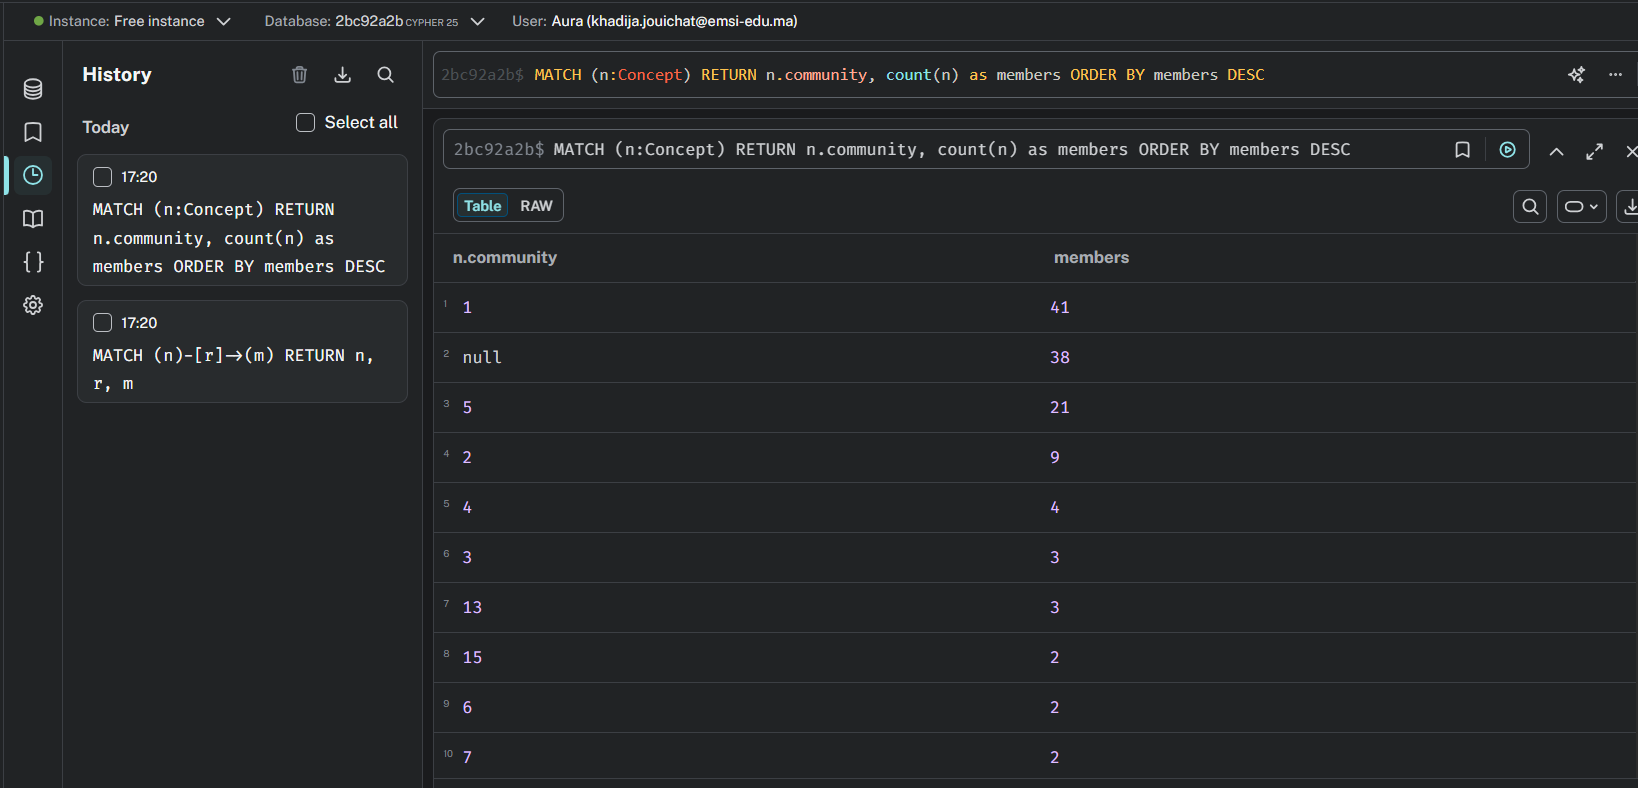 Instance: Free instance
Database: 2bc92a2b CYPHER 25
User: Aura (khadija.jouichat@emsi-edu.ma)
History
Today
Select all
17:20
MATCH (n:Concept) RETURN
n.community, count(n) as
members ORDER BY members DESC
17:20
MATCH (n)-[r]→(m) RETURN n,
r, m
2bc92a2b$ MATCH (n:Concept) RETURN n.community, count(n) as members ORDER BY members DESC
2bc92a2b$ MATCH (n:Concept) RETURN n.community, count(n) as members ORDER BY members DESC
Table RAW
n.community members
1 1 41
2 null 38
3 5 21
4 2 9
5 4 4
6 3 3
7 13 3
8 15 2
9 6 2
10 7 2